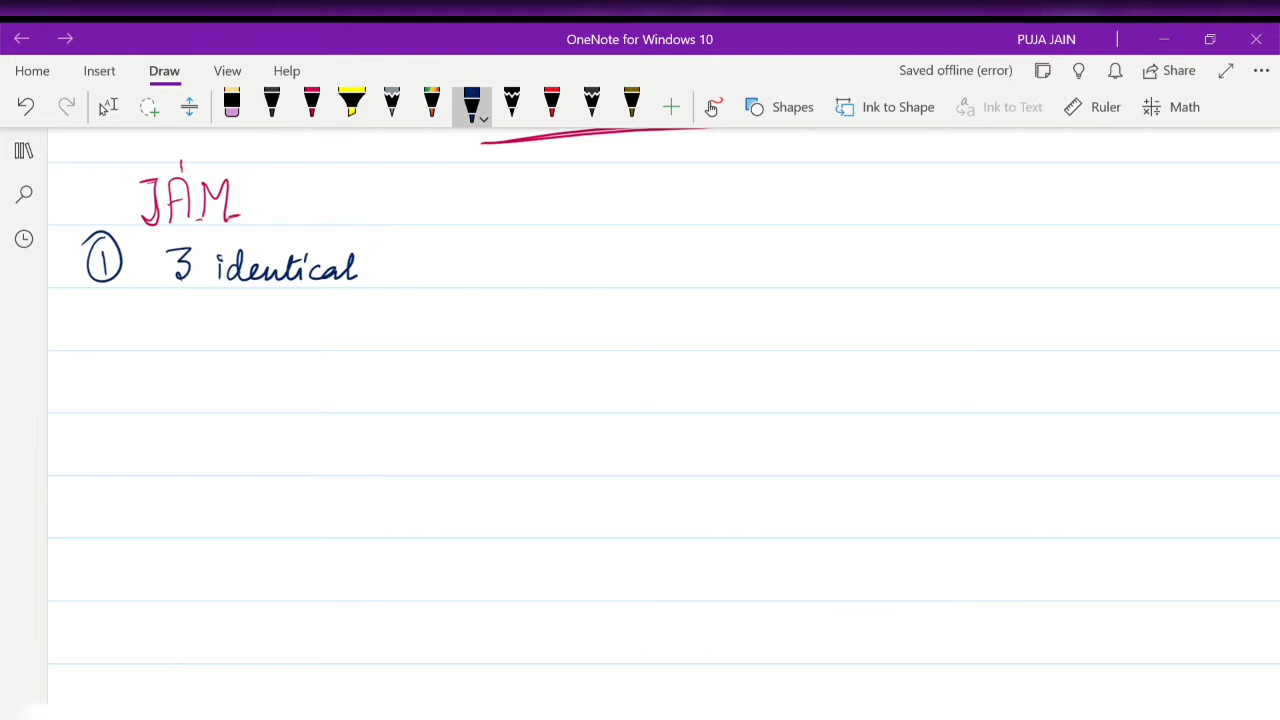 OneNote for Windows 10
PUJA JAIN
Home Insert Draw View Help
Saved offline (error)
Share
Shapes
Ink to Shape
Ink to Text
Ruler
Math
JAM
① 3 identical